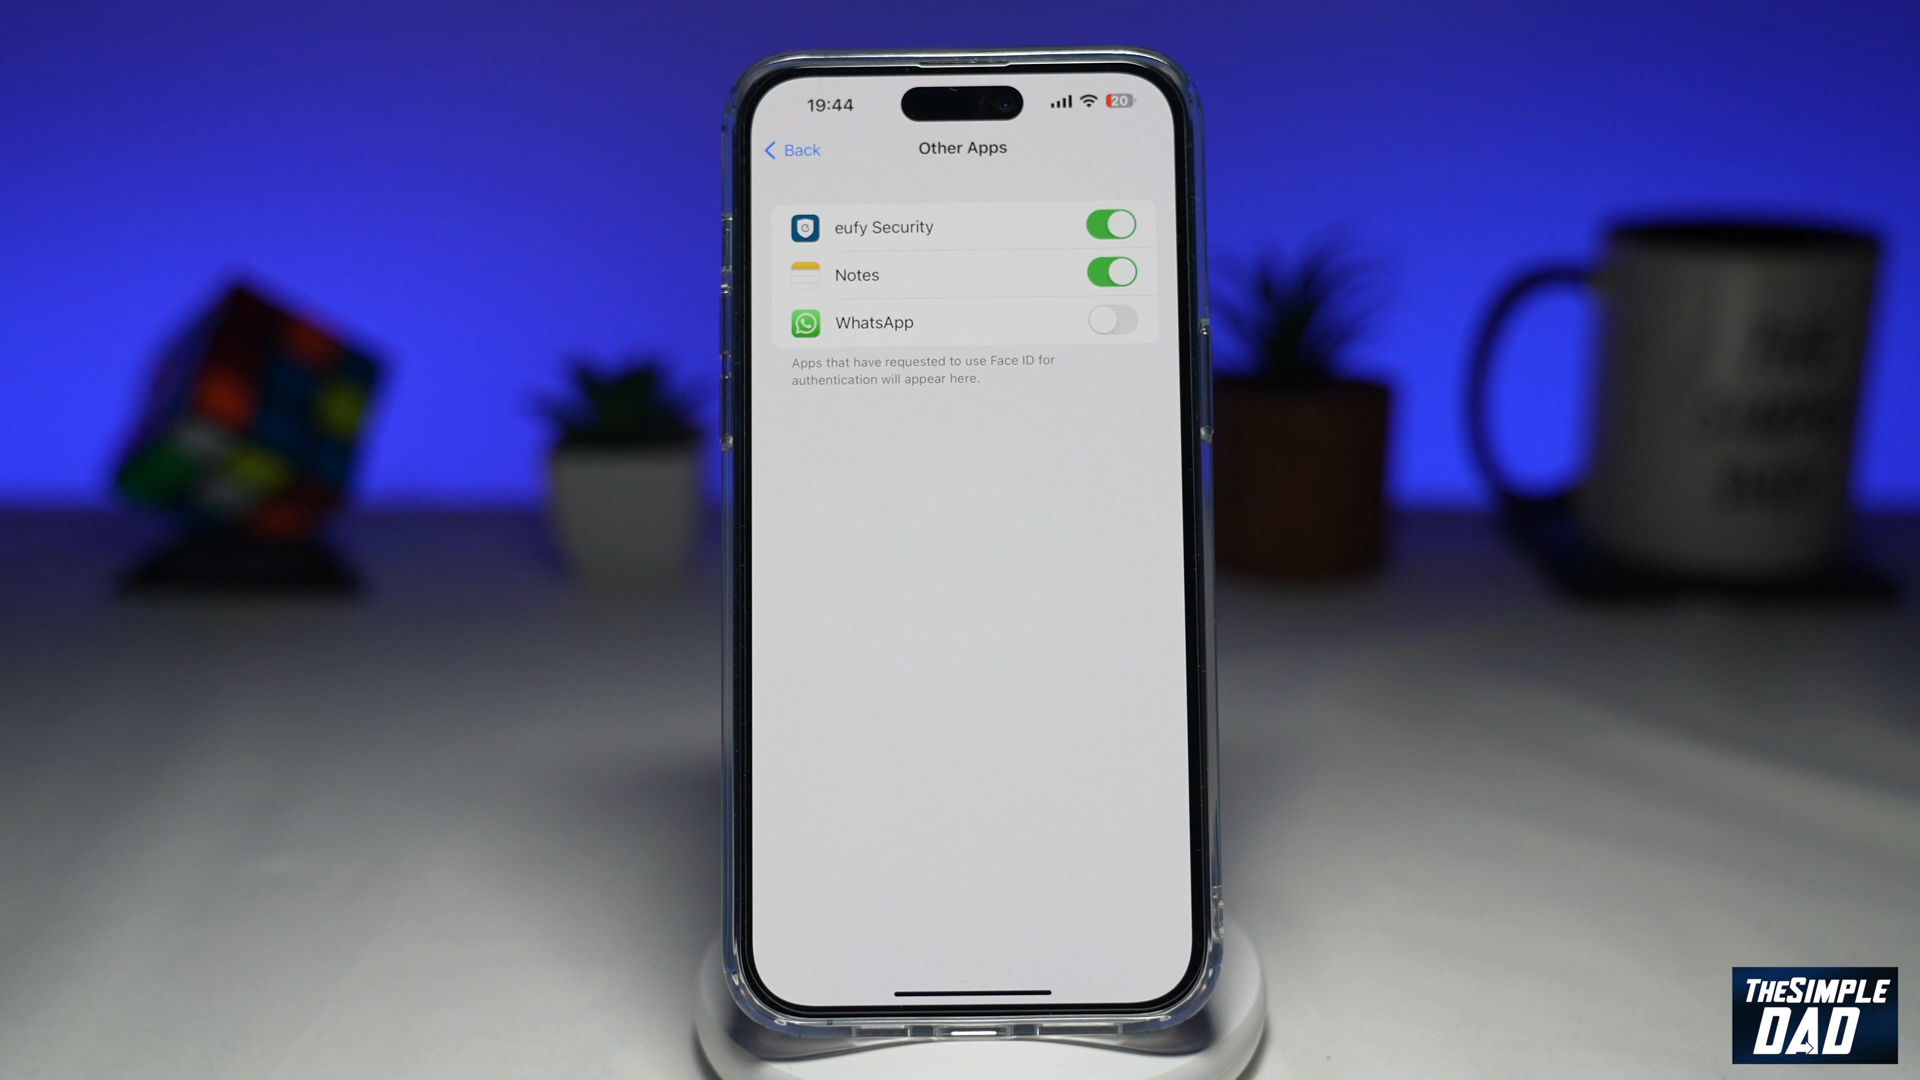 19:44
20
Back
Other Apps
eufy Security
Notes
WhatsApp
Apps that have requested to use Face ID for
authentication will appear here.
THESIMPLE
DAD